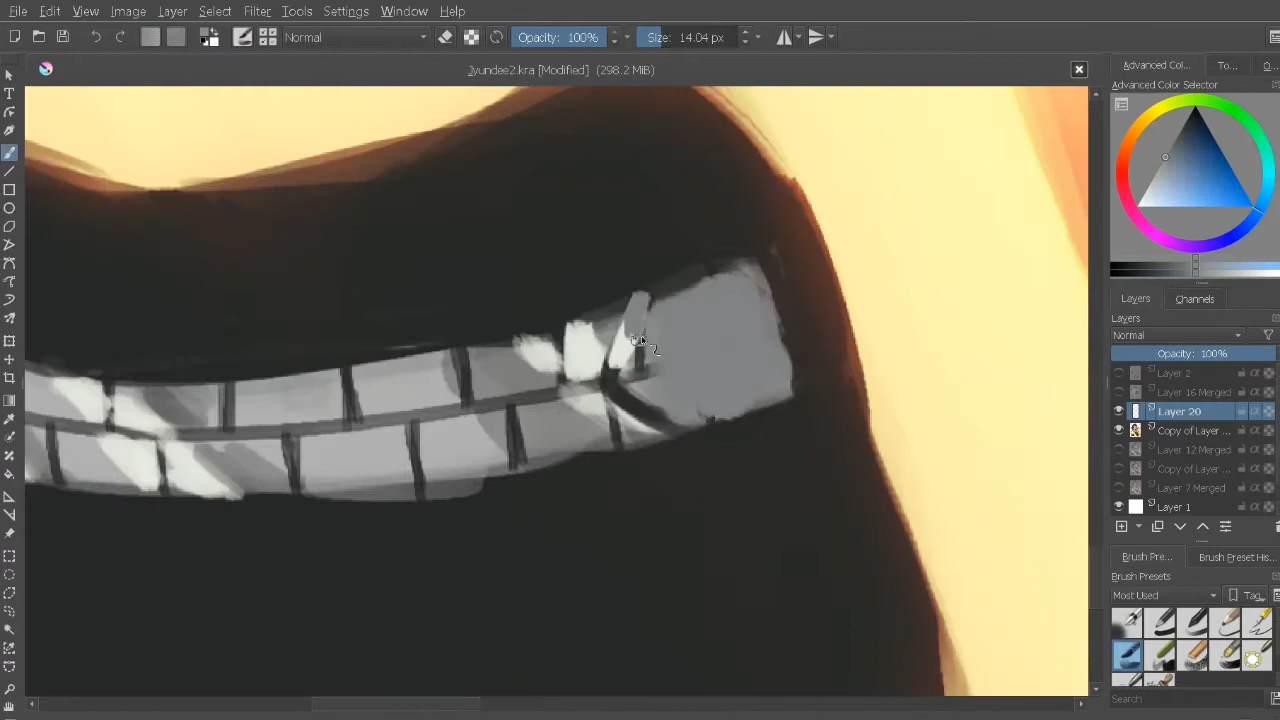 File Edit View Image Layer Select Filter Tools Settings Window Help
Normal Opacity: 100% Size: 14.04 px
Jyundee2.kra [Modified] (298.2 MiB)
Advanced Col... To... O...
Advanced Color Selector
Layers Channels
Layers
Normal
Opacity: 100%
Layer 2
Layer 16 Merged
Layer 20
Copy of Layer ...
Layer 12 Merged
Copy of Layer ...
Layer 7 Merged
Layer 1
Brush Pre... Brush Preset His...
Brush Presets
Most Used Tag
Search